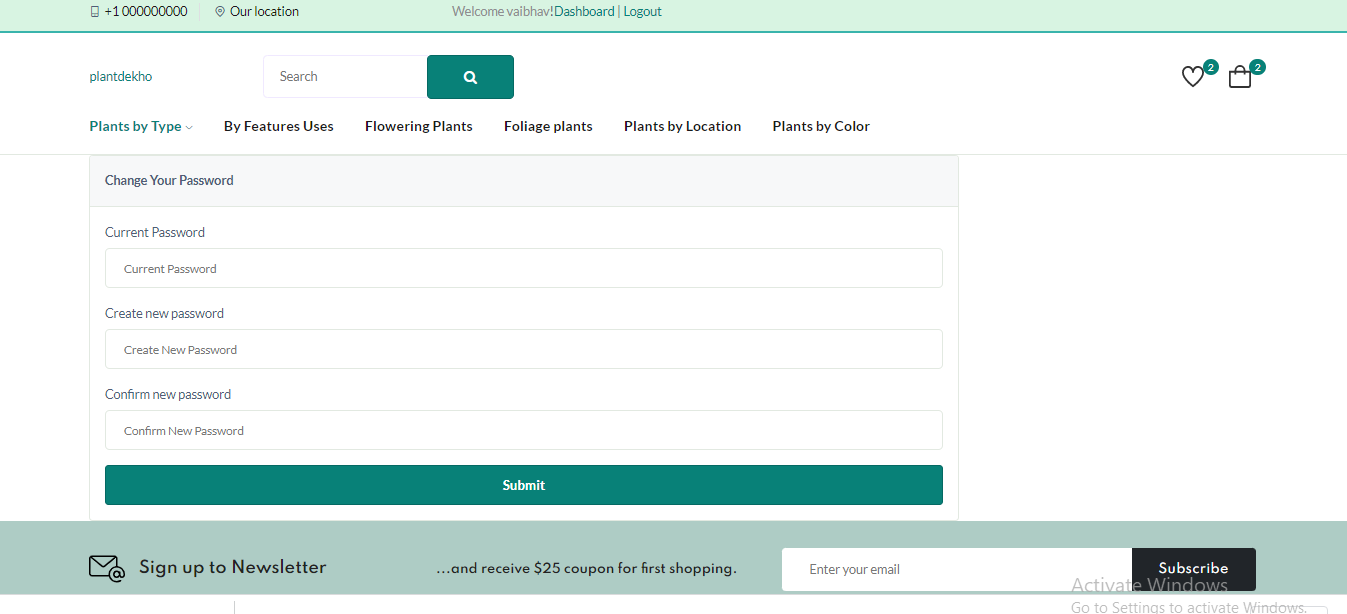 +1 000000000 Our location Welcome vaibhav!Dashboard | Logout
plantdekho Search 2 2
Plants by Type By Features Uses Flowering Plants Foliage plants Plants by Location Plants by Color
Change Your Password
Current Password
Current Password
Create new password
Create New Password
Confirm new password
Confirm New Password
Submit
Sign up to Newsletter ...and receive $25 coupon for first shopping. Enter your email Subscribe
Activate Windows
Go to Settings to activate Windows.